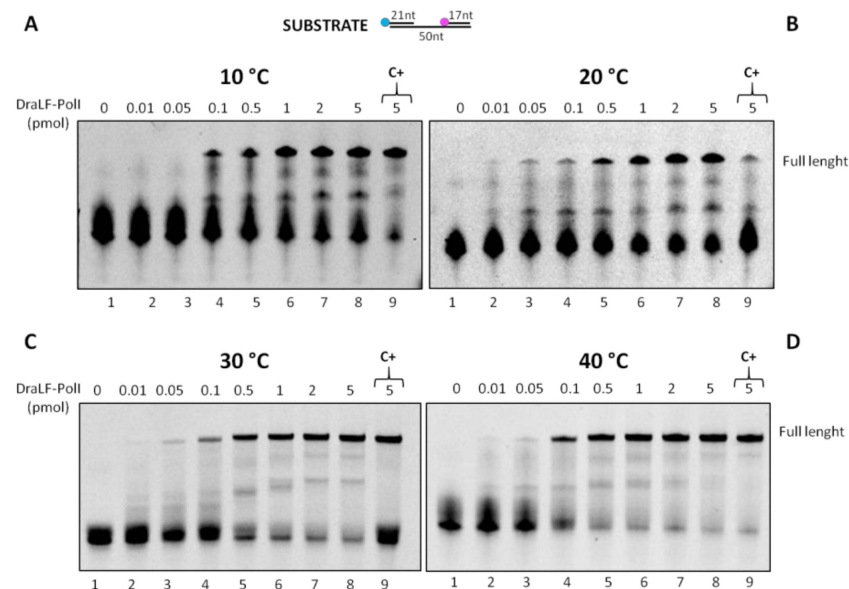 A
SUBSTRATE 21nt 17nt
50nt
B
10 °C
C+
DraLF-PolI 0 0.01 0.05 0.1 0.5 1 2 5 5
(pmol)
1 2 3 4 5 6 7 8 9
20 °C
C+
0 0.01 0.05 0.1 0.5 1 2 5 5
Full lenght
1 2 3 4 5 6 7 8 9
C
30 °C
C+
DraLF-PolI 0 0.01 0.05 0.1 0.5 1 2 5 5
(pmol)
1 2 3 4 5 6 7 8 9
D
40 °C
C+
0 0.01 0.05 0.1 0.5 1 2 5 5
Full lenght
1 2 3 4 5 6 7 8 9